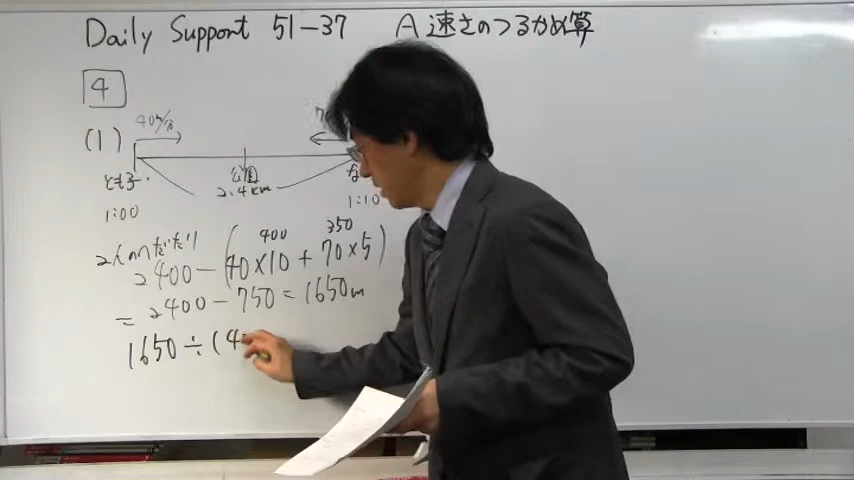 Daily Support 51-37 A 速さのつるかめ算
4
(1) 40m/分 7
とも子 公園 な
2.4km
1:00 1:10
2人のへだたり 400 350
2400-(40×10+70×5)
=2400-750=1650m
1650÷(4